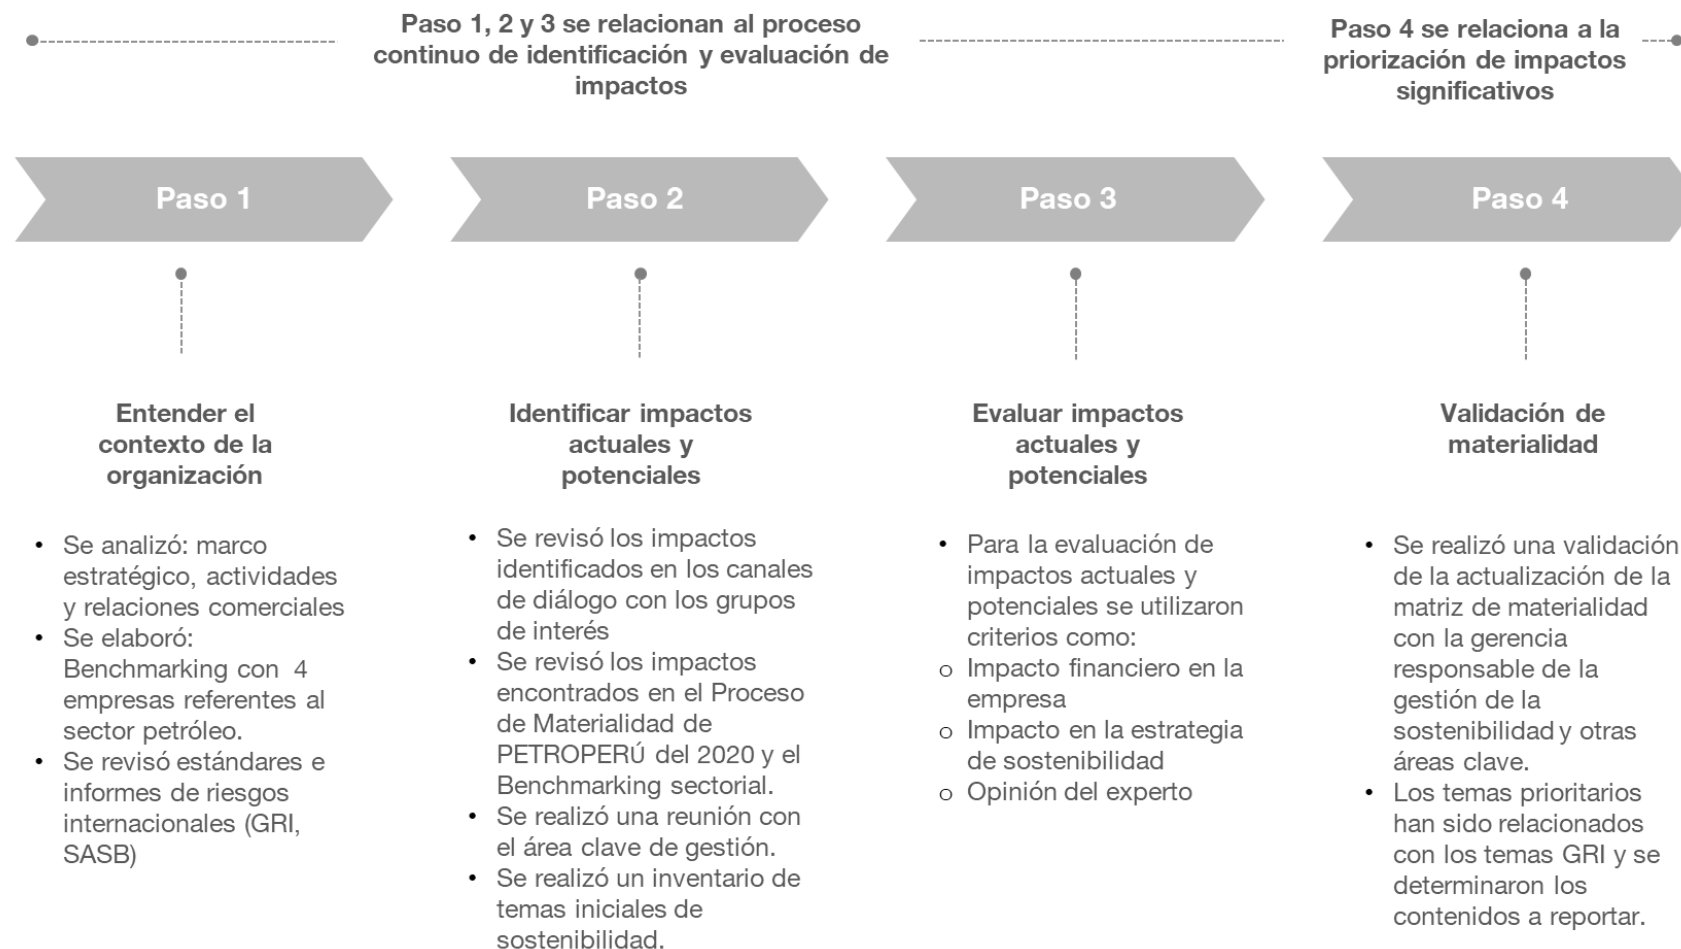 Paso 1, 2 y 3 se relacionan al proceso
continuo de identificación y evaluación de
impactos
Paso 4 se relaciona a la
priorización de impactos
significativos
Paso 1
Paso 2
Paso 3
Paso 4
Entender el
contexto de la
organización
• Se analizó: marco
estratégico, actividades
y relaciones comerciales
• Se elaboró:
Benchmarking con 4
empresas referentes al
sector petróleo.
• Se revisó estándares e
informes de riesgos
internacionales (GRI,
SASB)
Identificar impactos
actuales y
potenciales
• Se revisó los impactos
identificados en los canales
de diálogo con los grupos
de interés
• Se revisó los impactos
encontrados en el Proceso
de Materialidad de
PETROPERÚ del 2020 y el
Benchmarking sectorial.
• Se realizó una reunión con
el área clave de gestión.
• Se realizó un inventario de
temas iniciales de
sostenibilidad.
Evaluar impactos
actuales y
potenciales
• Para la evaluación de
impactos actuales y
potenciales se utilizaron
criterios como:
o Impacto financiero en la
empresa
o Impacto en la estrategia
de sostenibilidad
o Opinión del experto
Validación de
materialidad
• Se realizó una validación
de la actualización de la
matriz de materialidad
con la gerencia
responsable de la
gestión de la
sostenibilidad y otras
áreas clave.
• Los temas prioritarios
han sido relacionados
con los temas GRI y se
determinaron los
contenidos a reportar.